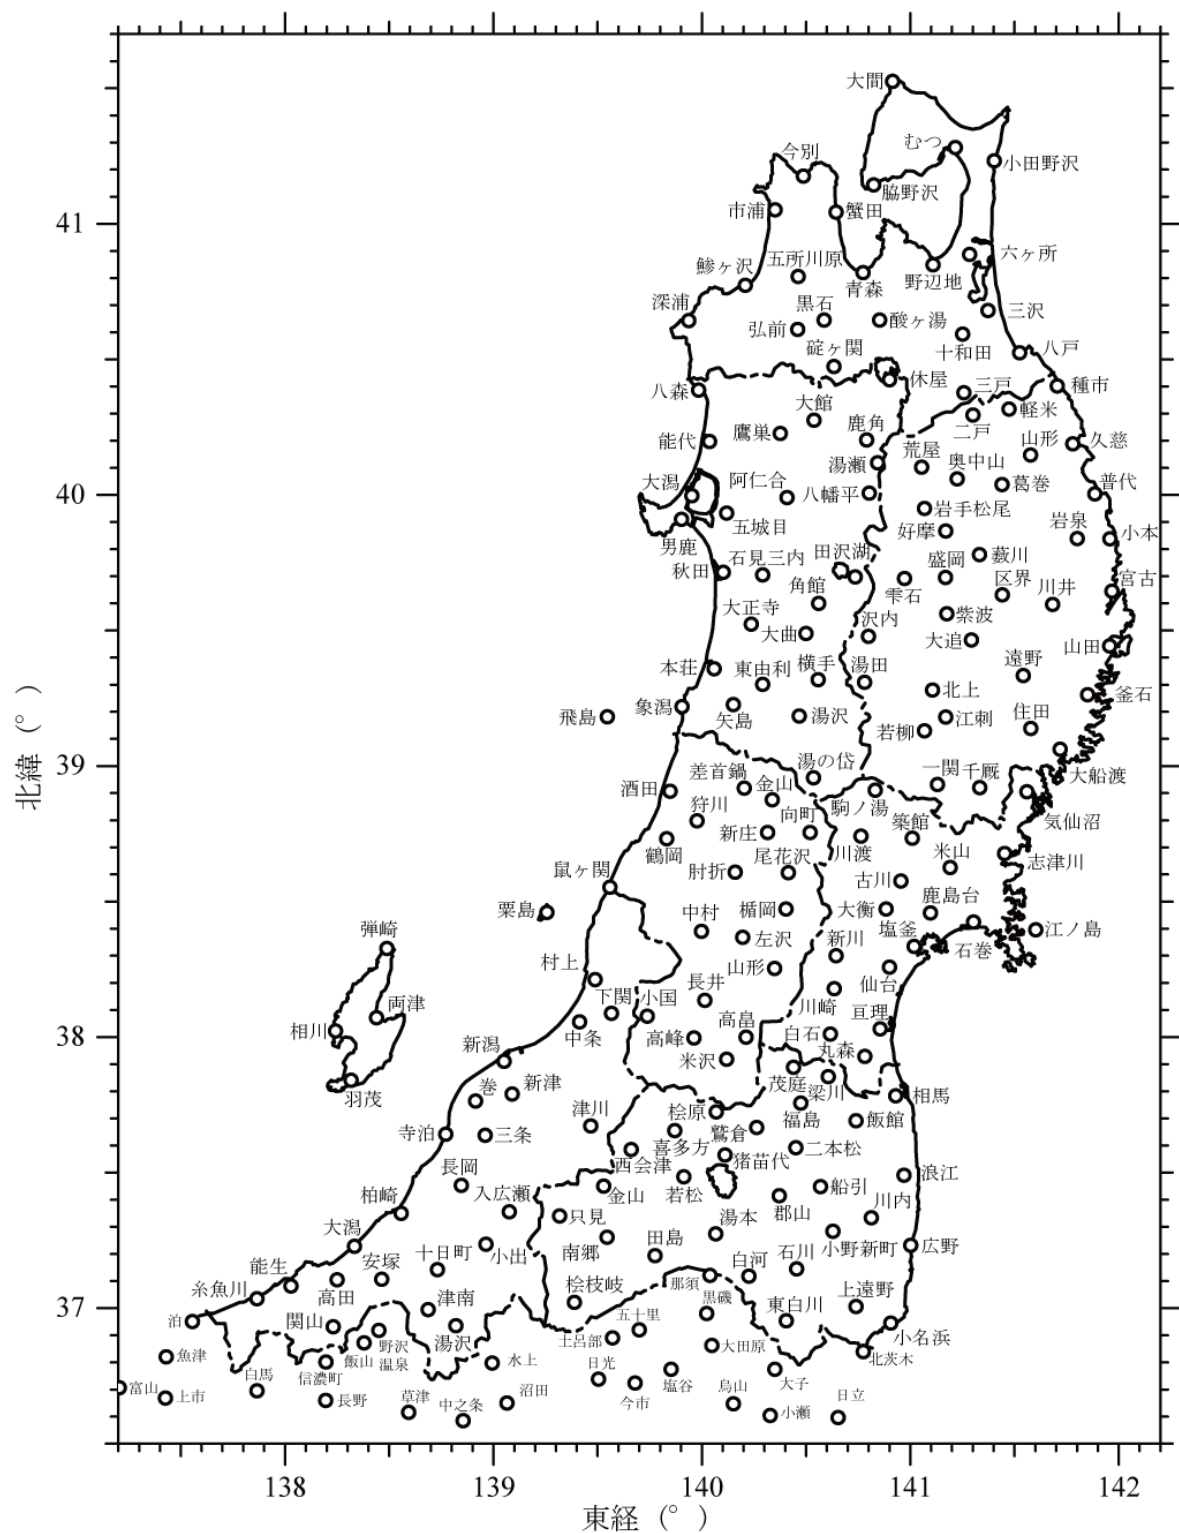 大間
むつ
今別
小田野沢
脇野沢
市浦
蟹田
41
五所川原
六ヶ所
鰺ヶ沢
野辺地
青森
深浦
黒石
三沢
弘前
酸ヶ湯
十和田
八戸
碇ヶ関
休屋
三戸
種市
八森
大館
軽米
鷹巣
鹿角
二戸
山形
久慈
能代
荒屋
奥中山
湯瀬
大潟
阿仁合
八幡平
葛巻
普代
40
岩手松尾
五城目
好摩
岩泉
小本
男鹿
石見三内
田沢湖
盛岡
薮川
秋田
角館
雫石
区界
川井
宮古
大正寺
沢内
紫波
大曲
大迫
山田
本荘
東由利
横手
湯田
遠野
北上
釜石
象潟
飛島
矢島
湯沢
若柳
江刺
住田
39
湯の岱
一関
千厩
大船渡
差首鍋
金山
酒田
狩川
向町
駒ノ湯
築館
気仙沼
新庄
鶴岡
尾花沢
川渡
米山
志津川
鼠ヶ関
肘折
古川
鹿島台
粟島
中村
楯岡
大衡
弾崎
左沢
新川
塩釜
石巻
江ノ島
村上
山形
仙台
下関
小国
長井
両津
川崎
亘理
相川
38
高畠
新潟
中条
高峰
白石
丸森
米沢
羽茂
巻
新津
茂庭
梁川
相馬
津川
桧原
福島
飯館
寺泊
三条
鷲倉
喜多方
猪苗代
二本松
西会津
長岡
浪江
入広瀬
金山
若松
船引
柏崎
郡山
川内
只見
湯本
大潟
小野新町
広野
十日町
小出
南郷
田島
能生
安塚
白河
石川
糸魚川
高田
那須
津南
桧枝岐
上遠野
37
黒磯
泊
関山
五十里
東白川
湯沢
小名浜
土呂部
野沢
温泉
大田原
北茨木
魚津
飯山
水上
日光
白馬
信濃町
塩谷
大子
富山
上市
長野
草津
沼田
今市
烏山
日立
中之条
小瀬
北緯(°)
138
139
140
141
142
東経(°)